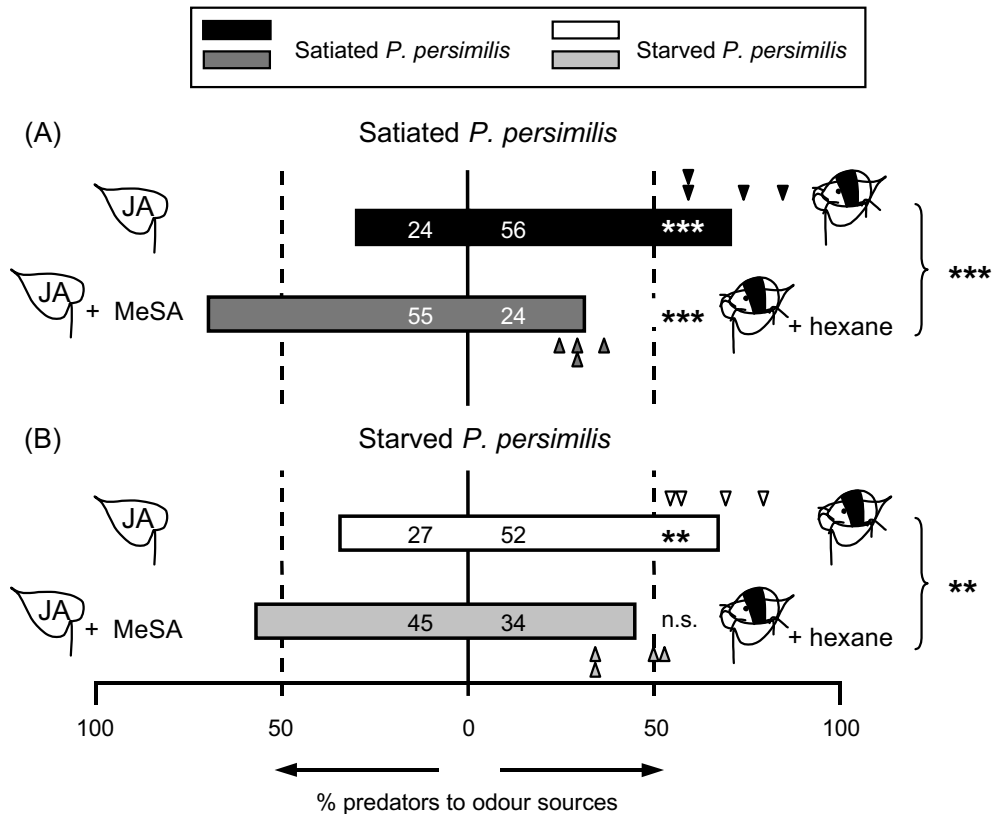 Satiated P. persimilis
Starved P. persimilis
(A)
Satiated P. persimilis
JA
24 56 ***
JA + MeSA
55 24 ***
+ hexane
***
(B)
Starved P. persimilis
JA
27 52 **
JA + MeSA
45 34 n.s.
+ hexane
**
100 50 0 50 100
% predators to odour sources